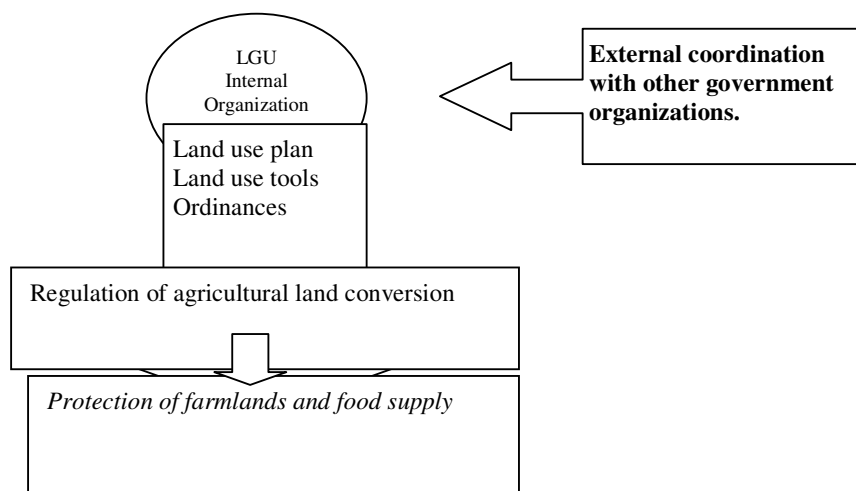 LGU
Internal
Organization
External coordination
with other government
organizations.
Land use plan
Land use tools
Ordinances
Regulation of agricultural land conversion
Protection of farmlands and food supply